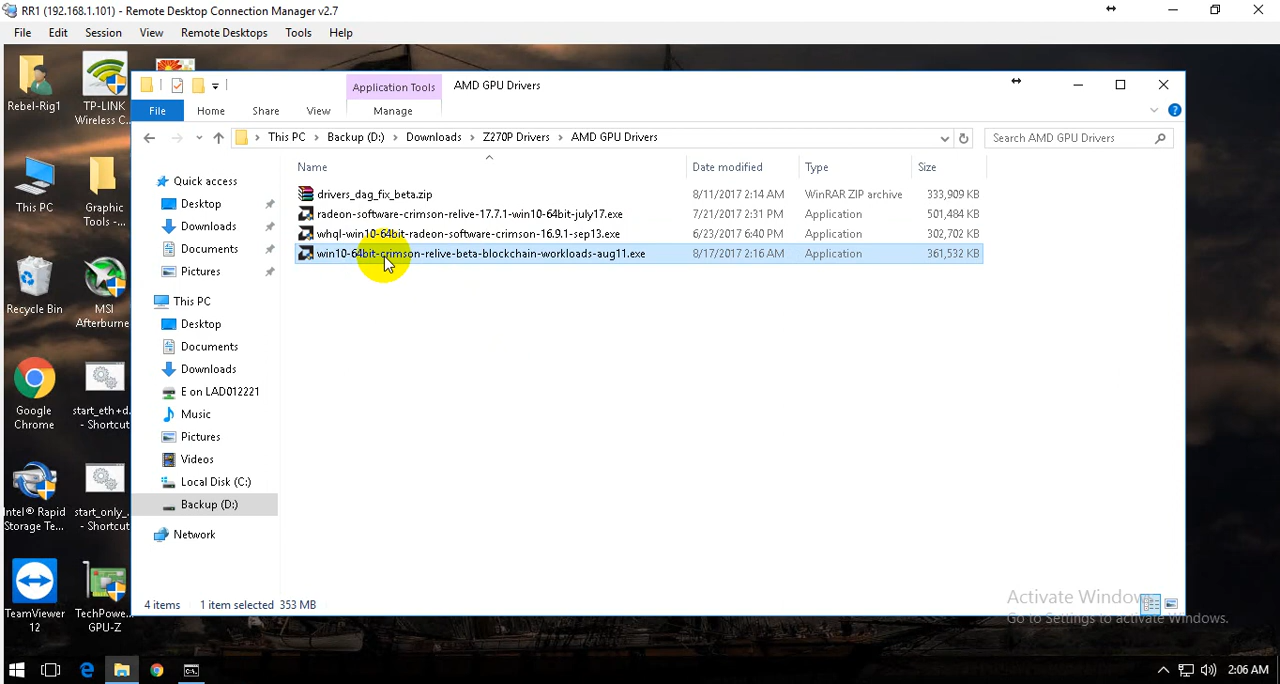 RR1 (192.168.1.101) - Remote Desktop Connection Manager v2.7
File Edit Session View Remote Desktops Tools Help
Application Tools AMD GPU Drivers
File Home Share View Manage
This PC Backup (D:) Downloads Z270P Drivers AMD GPU Drivers
Search AMD GPU Drivers
Name Date modified Type Size
drivers_dag_fix_beta.zip 8/11/2017 2:14 AM WinRAR ZIP archive 333,909 KB
radeon-software-crimson-relive-17.7.1-win10-64bit-july17.exe 7/21/2017 2:31 PM Application 501,484 KB
whql-win10-64bit-radeon-software-crimson-16.9.1-sep13.exe 6/23/2017 6:40 PM Application 302,702 KB
win10-64bit-crimson-relive-beta-blockchain-workloads-aug11.exe 8/17/2017 2:16 AM Application 361,532 KB
Quick access
Desktop
Downloads
Documents
Pictures
This PC
Desktop
Documents
Downloads
E on LAD012221
Music
Pictures
Videos
Local Disk (C:)
Backup (D:)
Network
4 items 1 item selected 353 MB
Rebel-Rig1
TP-LINK
Wireless C...
This PC
Graphic
Tools -...
Recycle Bin
MSI
Afterburner
Google
Chrome
start_eth+d...
- Shortcut
Intel® Rapid
Storage Te...
start_only_...
- Shortcut
TeamViewer
12
TechPowe...
GPU-Z
Activate Windows
Go to Settings to activate Windows.
2:06 AM